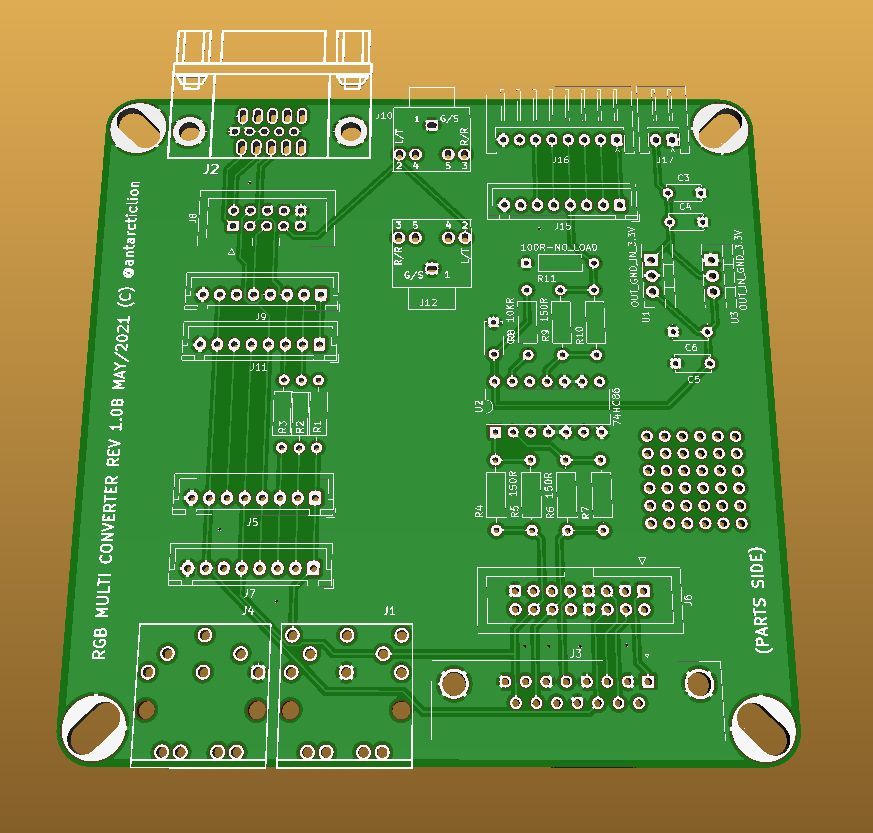 J2
J10
1 G/S
L/T
R/R
2 4 5 3
J16
J17
C3
C4
J8
3 5 4 2
R/R
L/T
G/S 1
J12
J15
100R-NO_LOAD
R11
OUT_GND_IN_3.3V
U1
OUT_IN_GND_3.3V
U3
J9
J11
10KR
R9 150R
R10
C6
C5
U2
74HC86
R3
R2
R1
J5
J7
R4
R5 150R
R6 150R
R7
J6
J4
J1
J3
RGB MULTI CONVERTER REV 1.0B MAY/2021 (C) @antarcticlion
(PARTS SIDE)